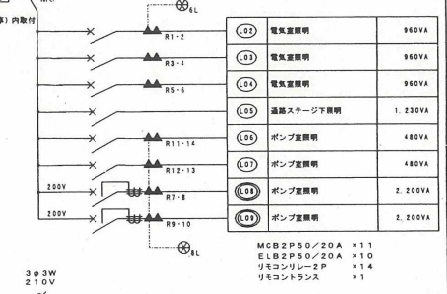 MC
6L
事)内取付
R1-2
L02 電気室照明 960VA
R3-4
L03 電気室照明 960VA
R5-6
L04 電気室照明 960VA
L05 通路ステージ下照明 1,230VA
R11-14
L06 ポンプ室照明 480VA
R12-13
L07 ポンプ室照明 480VA
200V
R7-8
L08 ポンプ室照明 2,200VA
200V
R9-10
L09 ポンプ室照明 2,200VA
8L
MCB2P50/20A ×11
ELB2P50/20A ×10
リモコンリレー2P ×14
リモコントランス ×1
3φ3W
210V